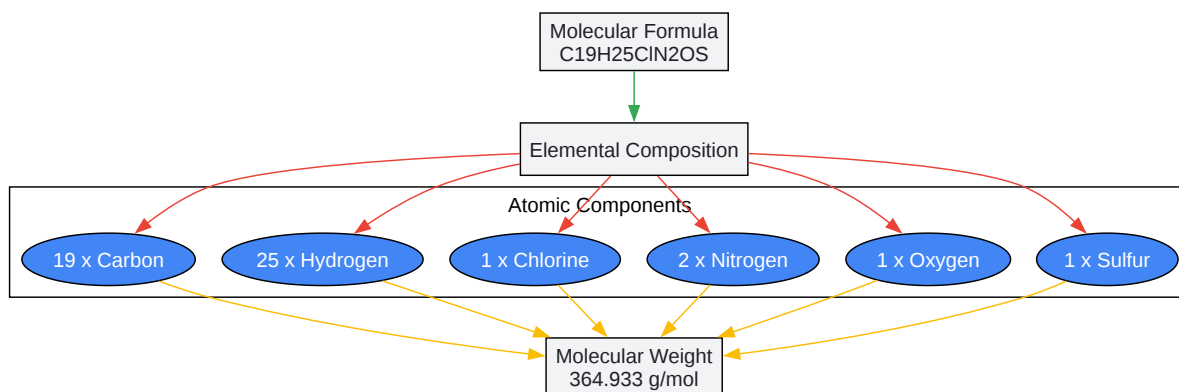 Molecular Formula
C19H25ClN2OS
Elemental Composition
Atomic Components
19 x Carbon
25 x Hydrogen
1 x Chlorine
2 x Nitrogen
1 x Oxygen
1 x Sulfur
Molecular Weight
364.933 g/mol